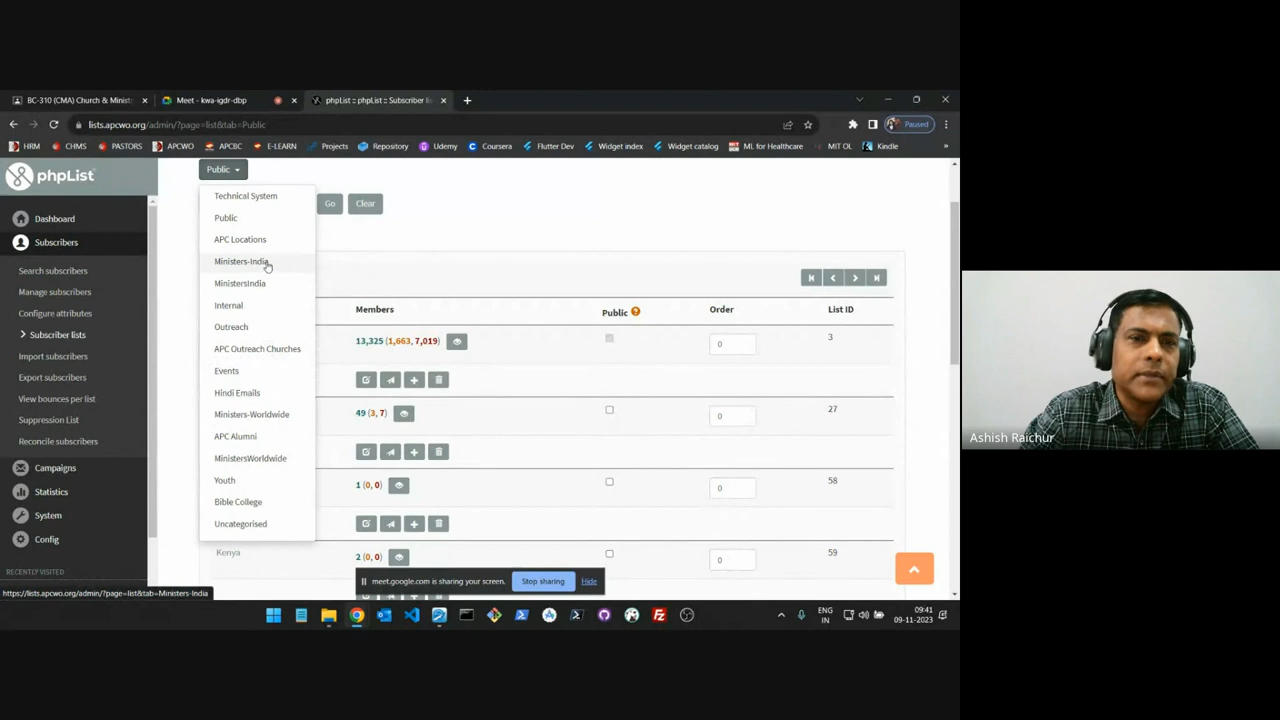 BC-310 (CMA) Church & Minist
Meet - kwa-igdr-dbp
phpList :: phpList :: Subscriber lis
lists.apcwo.org/admin/?page=list&tab=Public
Paused
HRM
CHMS
PASTORS
APCWO
APCBC
E-LEARN
Projects
Repository
Udemy
Coursera
Flutter Dev
Widget index
Widget catalog
ML for Healthcare
MIT OL
Kindle
phpList
Public
Technical System
Public
APC Locations
Ministers-India
MinistersIndia
Internal
Outreach
APC Outreach Churches
Events
Hindi Emails
Ministers-Worldwide
APC Alumni
MinistersWorldwide
Youth
Bible College
Uncategorised
Go
Clear
Dashboard
Subscribers
Search subscribers
Manage subscribers
Configure attributes
Subscriber lists
Import subscribers
Export subscribers
View bounces per list
Suppression List
Reconcile subscribers
Campaigns
Statistics
System
Config
RECENTLY VISITED
Members
Public
Order
List ID
13,325 (1,663, 7,019)
0
3
49 (3, 7)
0
27
1 (0, 0)
0
58
Kenya
2 (0, 0)
0
59
meet.google.com is sharing your screen.
Stop sharing
Hide
https://lists.apcwo.org/admin/?page=list&tab=Ministers-India
ENG
IN
09:41
09-11-2023
Ashish Raichur